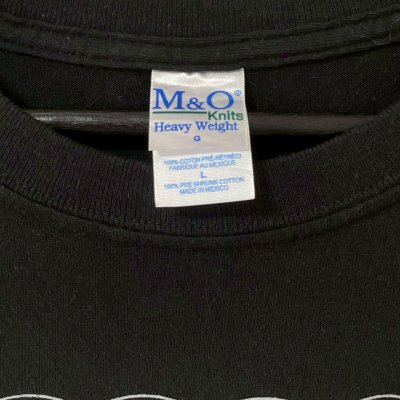 M&O®
Knits
Heavy Weight
G
100% COTON PRÉ-RÉTRÉCI
FABRIQUÉ AU MEXIQUE
L
100% PRE SHRUNK COTTON
MADE IN MEXICO